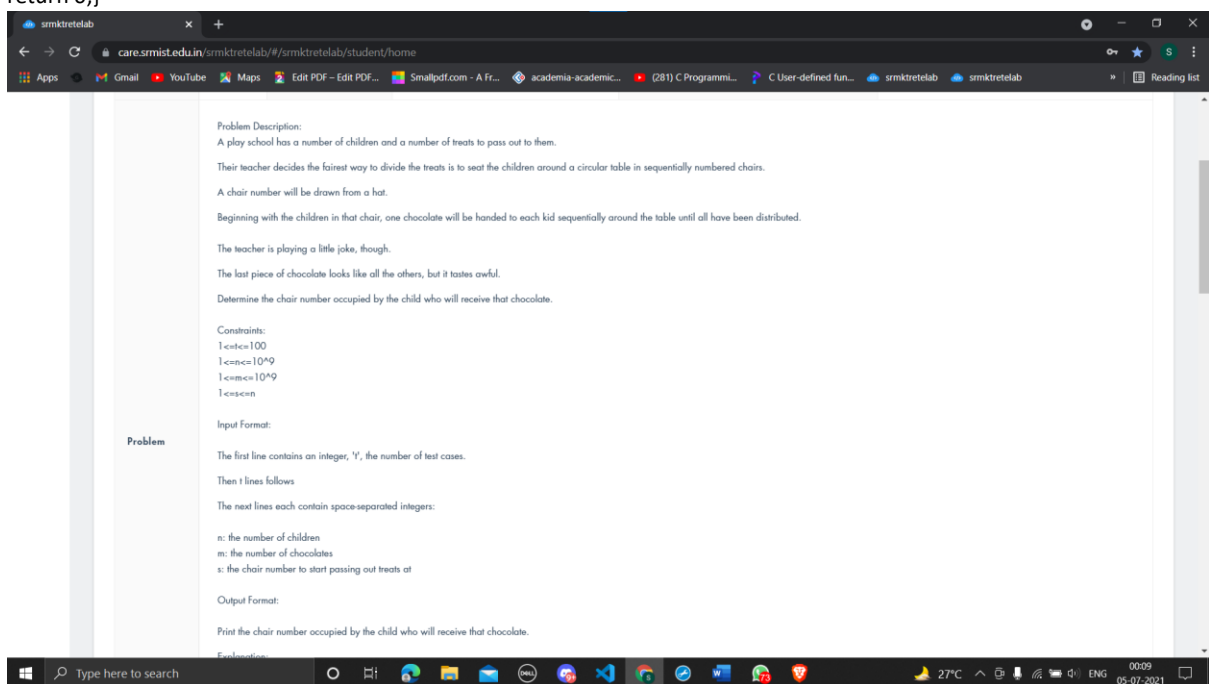 return 0;}
srmktretelab
care.srmist.edu.in/srmktretelab/#/srmktretelab/student/home
Apps Gmail YouTube Maps Edit PDF – Edit PDF... Smallpdf.com - A Fr... academia-academic... (281) C Programmi... C User-defined fun... srmktretelab srmktretelab » Reading list
Problem Description:
A play school has a number of children and a number of treats to pass out to them.
Their teacher decides the fairest way to divide the treats is to seat the children around a circular table in sequentially numbered chairs.
A chair number will be drawn from a hat.
Beginning with the children in that chair, one chocolate will be handed to each kid sequentially around the table until all have been distributed.
The teacher is playing a little joke, though.
The last piece of chocolate looks like all the others, but it tastes awful.
Determine the chair number occupied by the child who will receive that chocolate.
Constraints:
1<=t<=100
1<=n<=10^9
1<=m<=10^9
1<=s<=n
Input Format:
Problem
The first line contains an integer, 't', the number of test cases.
Then t lines follows
The next lines each contain space-separated integers:
n: the number of children
m: the number of chocolates
s: the chair number to start passing out treats at
Output Format:
Print the chair number occupied by the child who will receive that chocolate.
Explanation:
Type here to search
27°C ENG 00:09
05-07-2021